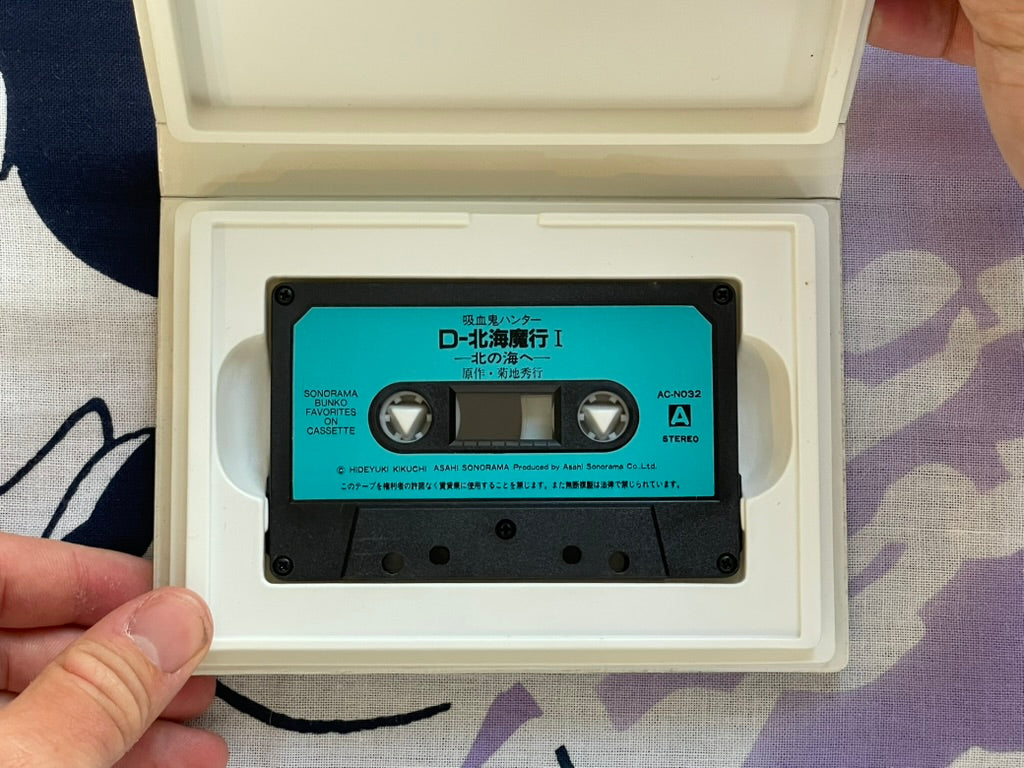 吸血鬼ハンター
D-北海魔行 I
―北の海へ―
原作・菊地秀行
SONORAMA
BUNKO
FAVORITES
ON
CASSETTE
AC-N032
A
STEREO
© HIDEYUKI KIKUCHI ASAHI SONORAMA Produced by Asahi Sonorama Co.,Ltd.
このテープを権利者の許諾なく賃貸業に使用することを禁じます。また無断複製は法律で禁じられています。